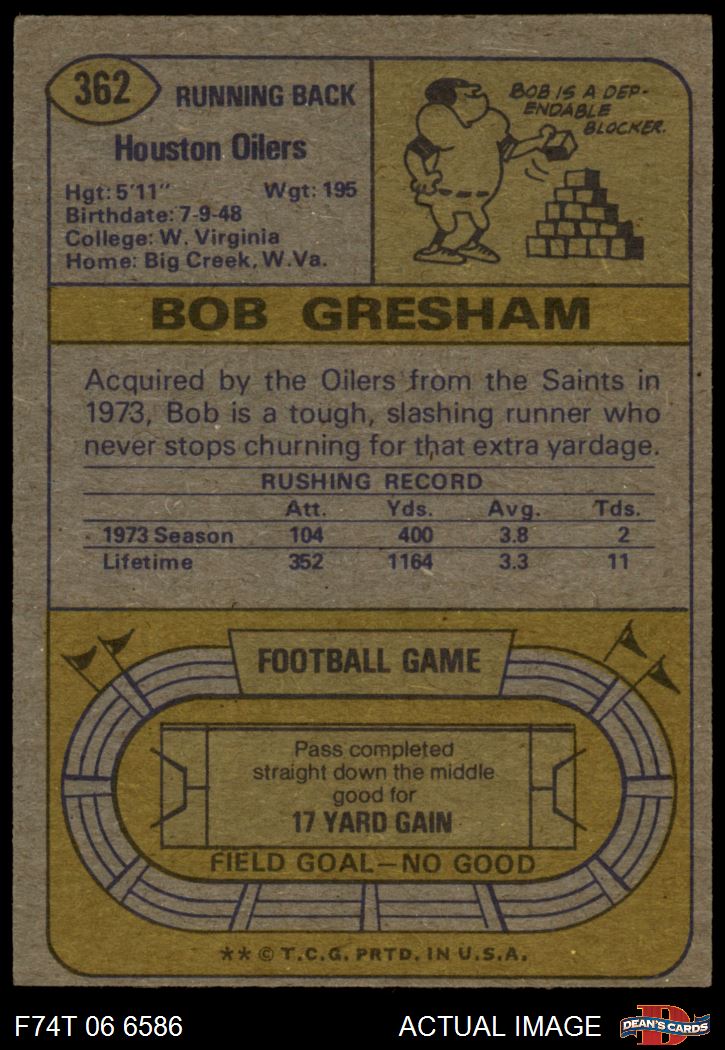 362
RUNNING BACK
Houston Oilers
Hgt: 5'11" Wgt: 195
Birthdate: 7-9-48
College: W. Virginia
Home: Big Creek, W.Va.
BOB IS A DEP-
ENDABLE
BLOCKER.
BOB GRESHAM
Acquired by the Oilers from the Saints in
1973, Bob is a tough, slashing runner who
never stops churning for that extra yardage.
RUSHING RECORD
Att. Yds. Avg. Tds.
1973 Season 104 400 3.8 2
Lifetime 352 1164 3.3 11
FOOTBALL GAME
Pass completed
straight down the middle
good for
17 YARD GAIN
FIELD GOAL—NO GOOD
** © T.C.G. PRTD. IN U.S.A.
F74T 06 6586 ACTUAL IMAGE
D
DEAN'S CARDS